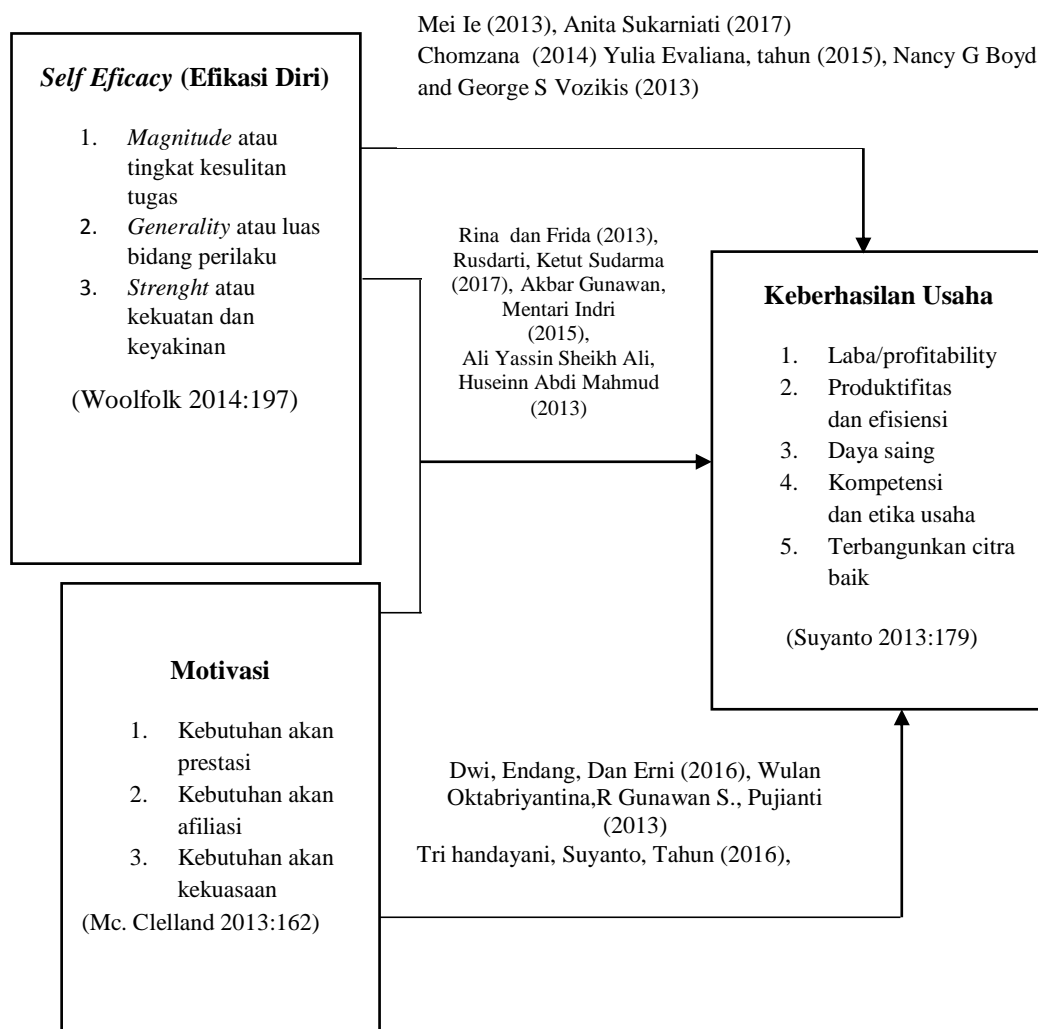 Mei Ie (2013), Anita Sukarniati (2017)
Chomzana  (2014) Yulia Evaliana, tahun (2015), Nancy G Boyd
and George S Vozikis (2013)
Self Eficacy (Efikasi Diri)
1. Magnitude atau
tingkat kesulitan
tugas
2. Generality atau luas
bidang perilaku
3. Strenght atau
kekuatan dan
keyakinan
(Woolfolk 2014:197)
Rina  dan Frida (2013),
Rusdarti, Ketut Sudarma
(2017), Akbar Gunawan,
Mentari Indri
(2015),
Ali Yassin Sheikh Ali,
Huseinn Abdi Mahmud
(2013)
Keberhasilan Usaha
1. Laba/profitability
2. Produktifitas
dan efisiensi
3. Daya saing
4. Kompetensi
dan etika usaha
5. Terbangunkan citra
baik
(Suyanto 2013:179)
Motivasi
1. Kebutuhan akan
prestasi
2. Kebutuhan akan
afiliasi
3. Kebutuhan akan
kekuasaan
(Mc. Clelland 2013:162)
Dwi, Endang, Dan Erni (2016), Wulan
Oktabriyantina,R Gunawan S., Pujianti
(2013)
Tri handayani, Suyanto, Tahun (2016),